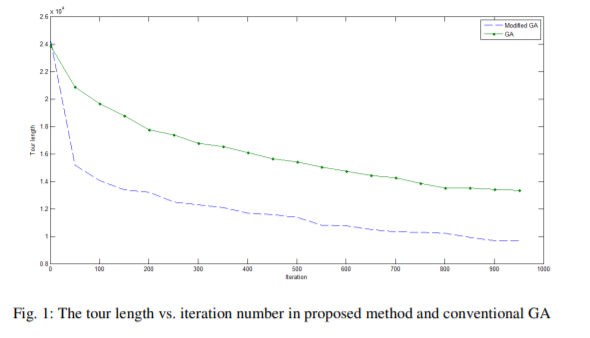 × 10⁴
2.6
2.4
2.2
2
1.8
1.6
1.4
1.2
1
0.8
Tour length
0 100 200 300 400 500 600 700 800 900 1000
Iteration
Modified GA
GA
Fig. 1: The tour length vs. iteration number in proposed method and conventional GA